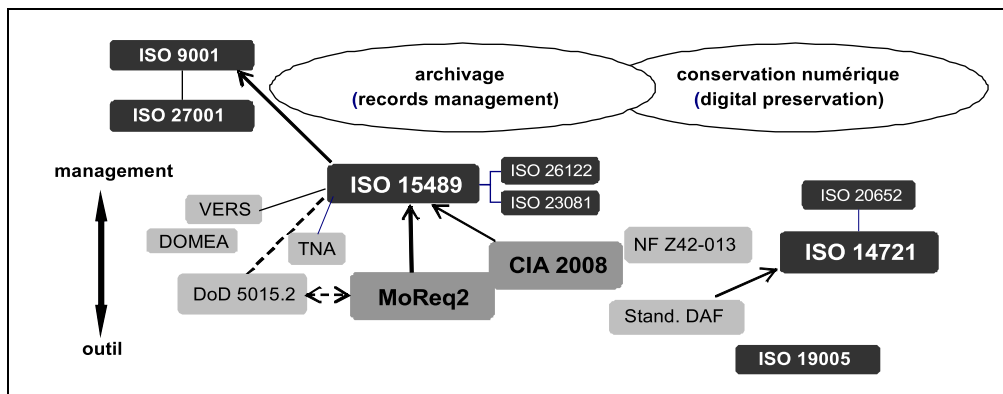 ISO 9001
archivage
(records management)
conservation numérique
(digital preservation)
ISO 27001
management
ISO 15489
ISO 26122
ISO 23081
ISO 20652
VERS
DOMEA
TNA
NF Z42-013
ISO 14721
CIA 2008
DoD 5015.2
MoReq2
Stand. DAF
outil
ISO 19005